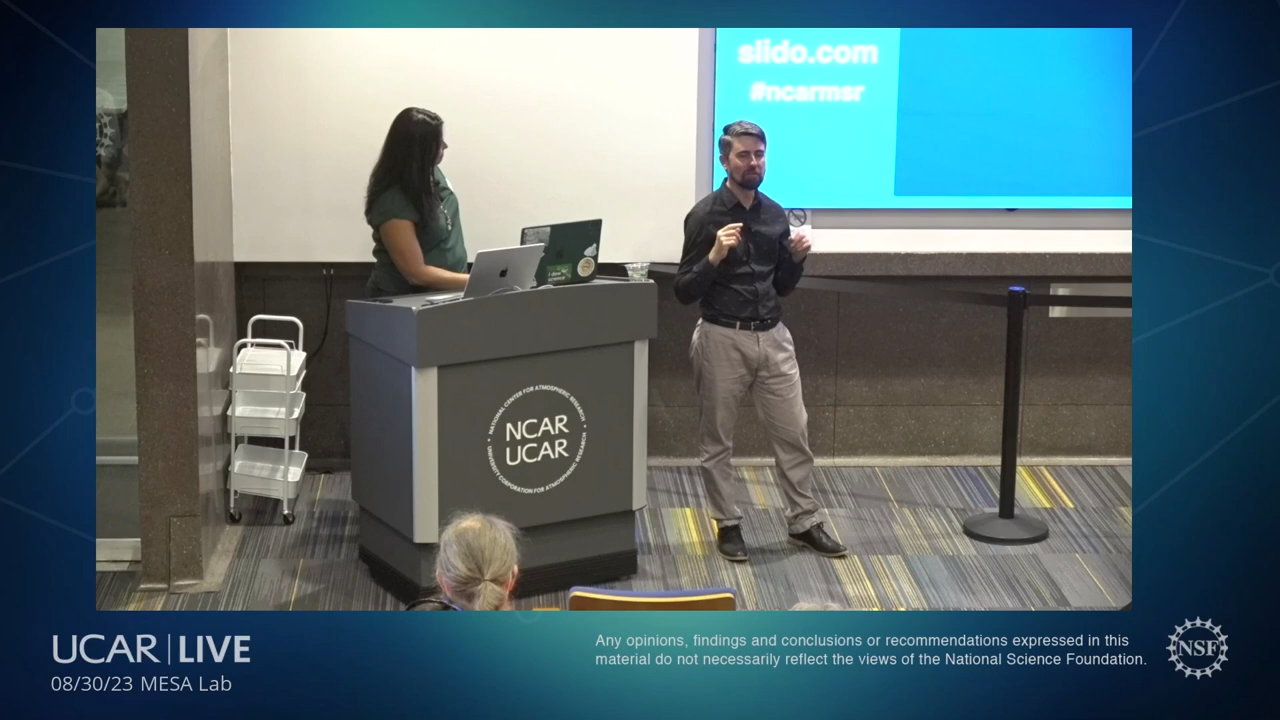 slido.com
#ncarmsr
I ♥ science
NATIONAL CENTER FOR ATMOSPHERIC RESEARCH
NCAR
UCAR
UNIVERSITY CORPORATION FOR ATMOSPHERIC RESEARCH
UCAR | LIVE
08/30/23 MESA Lab
Any opinions, findings and conclusions or recommendations expressed in this
material do not necessarily reflect the views of the National Science Foundation.
NSF